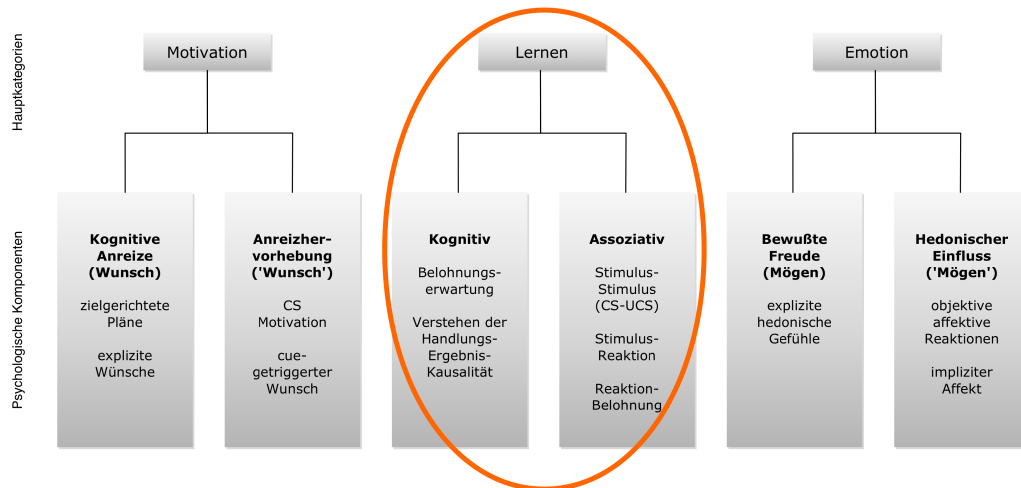 Hauptkategorien
Motivation
Lernen
Emotion
Psychologische Komponenten
Kognitive
Anreize
(Wunsch)
zielgerichtete
Pläne
explizite
Wünsche
Anreizher-
vorhebung
('Wunsch')
CS
Motivation
cue-
getriggerter
Wunsch
Kognitiv
Belohnungs-
erwartung
Verstehen der
Handlungs-
Ergebnis-
Kausalität
Assoziativ
Stimulus-
Stimulus
(CS-UCS)
Stimulus-
Reaktion
Reaktion-
Belohnung
Bewußte
Freude
(Mögen)
explizite
hedonische
Gefühle
Hedonischer
Einfluss
('Mögen')
objektive
affektive
Reaktionen
impliziter
Affekt